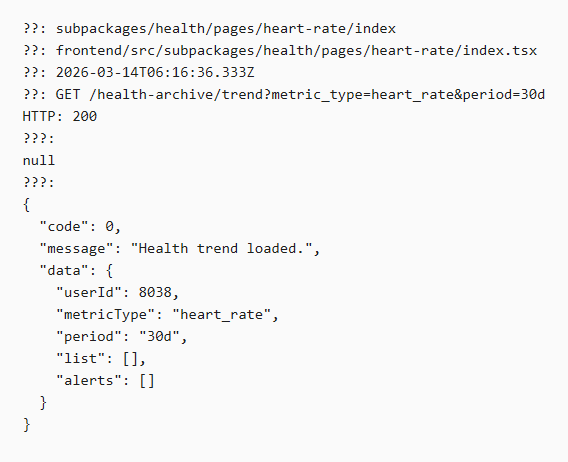 ??: subpackages/health/pages/heart-rate/index
??: frontend/src/subpackages/health/pages/heart-rate/index.tsx
??: 2026-03-14T06:16:36.333Z
??: GET /health-archive/trend?metric_type=heart_rate&period=30d
HTTP: 200
???:
null
???:
{
  "code": 0,
  "message": "Health trend loaded.",
  "data": {
    "userId": 8038,
    "metricType": "heart_rate",
    "period": "30d",
    "list": [],
    "alerts": []
  }
}